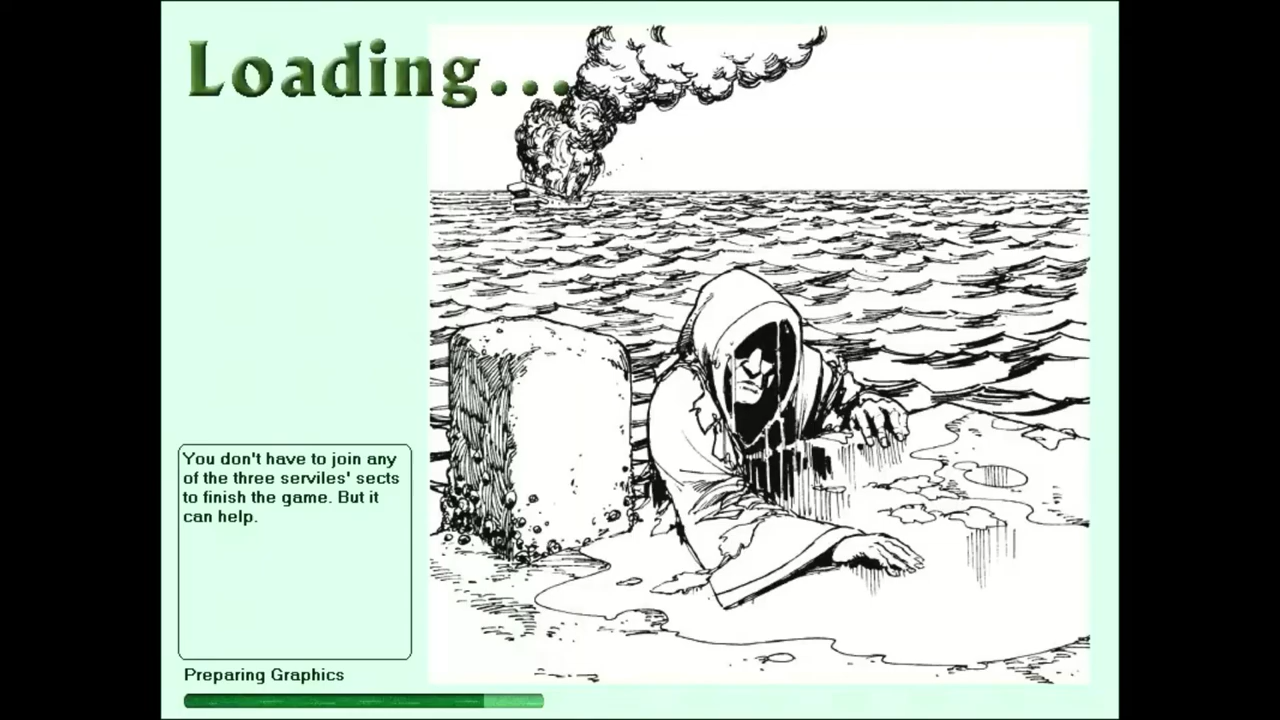 Loading...
You don't have to join any
of the three serviles' sects
to finish the game. But it
can help.
Preparing Graphics